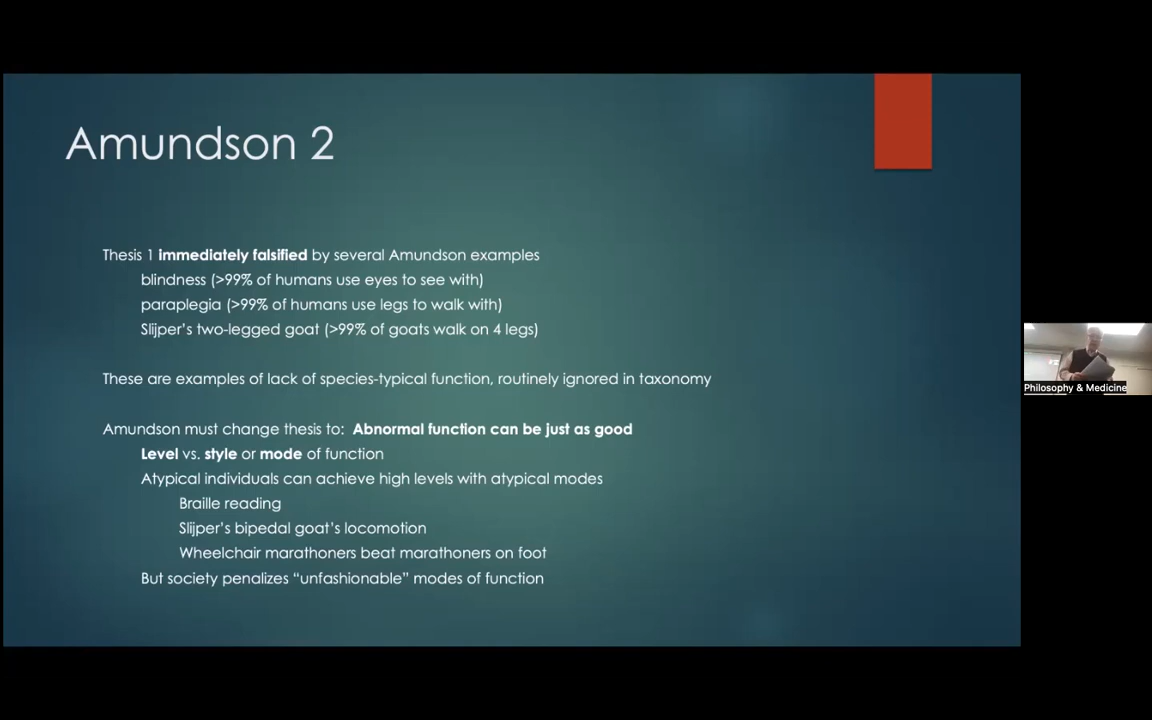 Amundson 2
Thesis 1 immediately falsified by several Amundson examples
blindness (>99% of humans use eyes to see with)
paraplegia (>99% of humans use legs to walk with)
Slijper's two-legged goat (>99% of goats walk on 4 legs)
These are examples of lack of species-typical function, routinely ignored in taxonomy
Amundson must change thesis to: Abnormal function can be just as good
Level vs. style or mode of function
Atypical individuals can achieve high levels with atypical modes
Braille reading
Slijper's bipedal goat's locomotion
Wheelchair marathoners beat marathoners on foot
But society penalizes “unfashionable” modes of function
Philosophy & Medicine